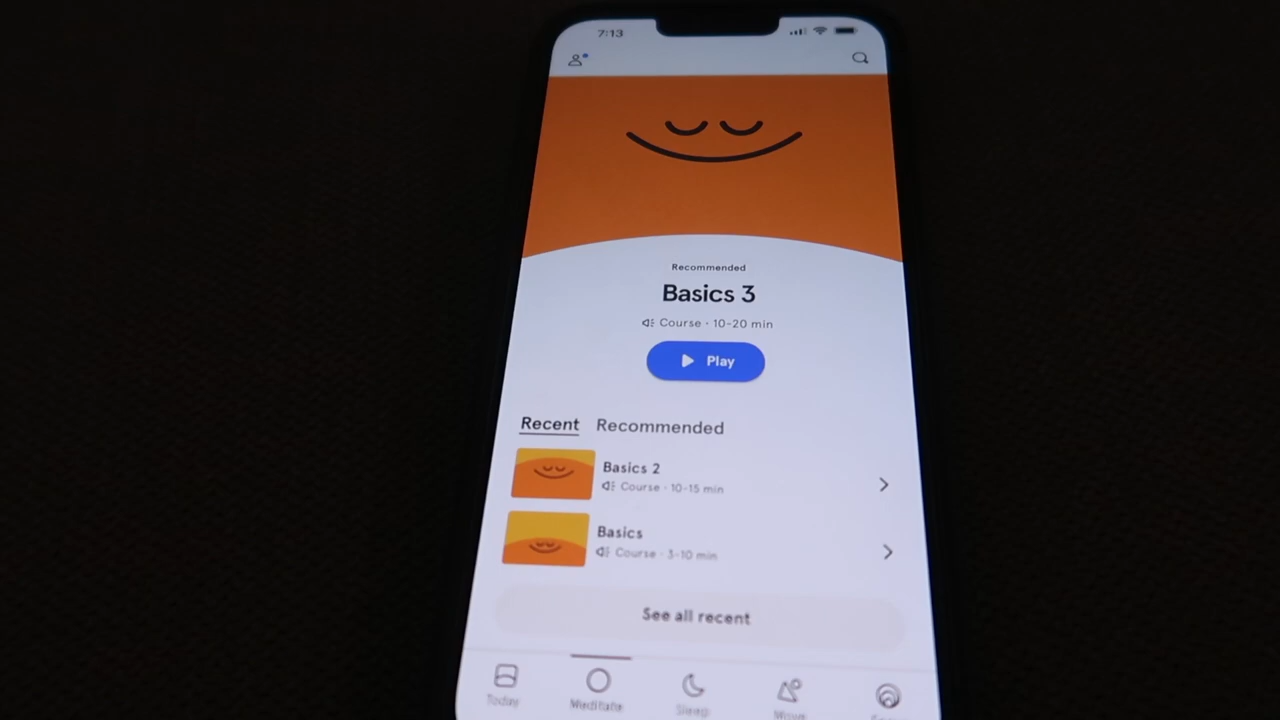 7:13
Recommended
Basics 3
Course · 10-20 min
Play
Recent Recommended
Basics 2
Course · 10-15 min
Basics
Course · 3-10 min
See all recent
Today Meditate Sleep Move